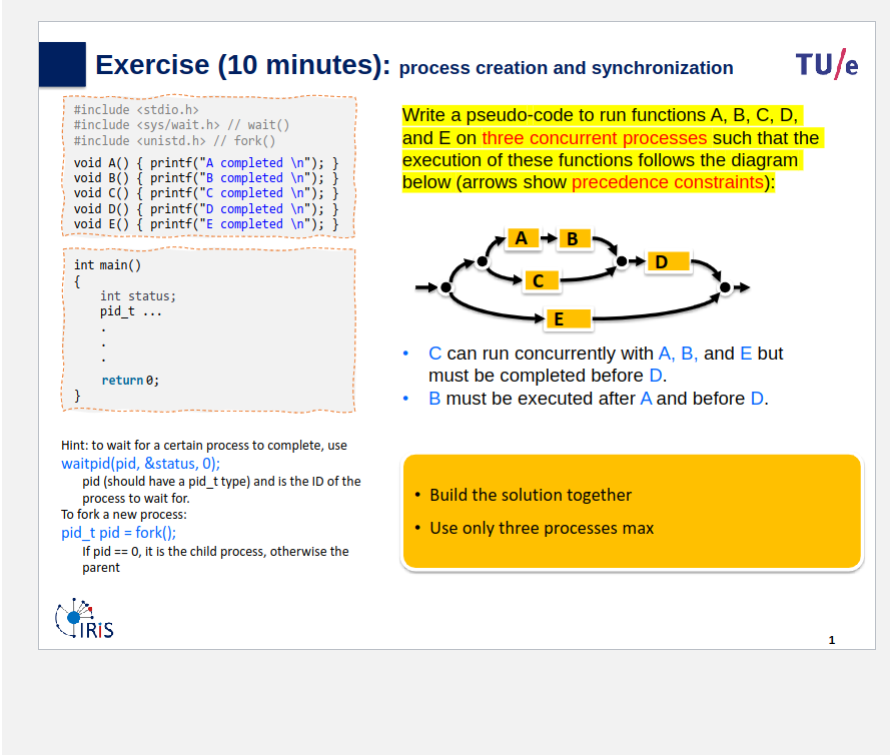 Exercise (10 minutes): process creation and synchronization
TU/e
#include <stdio.h>
#include <sys/wait.h> // wait()
#include <unistd.h> // fork()
void A() { printf("A completed \n"); }
void B() { printf("B completed \n"); }
void C() { printf("C completed \n"); }
void D() { printf("D completed \n"); }
void E() { printf("E completed \n"); }
int main()
{
int status;
pid_t ...
.
.
.
return 0;
}
Hint: to wait for a certain process to complete, use
waitpid(pid, &status, 0);
pid (should have a pid_t type) and is the ID of the
process to wait for.
To fork a new process:
pid_t pid = fork();
If pid == 0, it is the child process, otherwise the
parent
Write a pseudo-code to run functions A, B, C, D,
and E on three concurrent processes such that the
execution of these functions follows the diagram
below (arrows show precedence constraints):
A
B
C
D
E
• C can run concurrently with A, B, and E but
must be completed before D.
• B must be executed after A and before D.
• Build the solution together
• Use only three processes max
IRIS
1